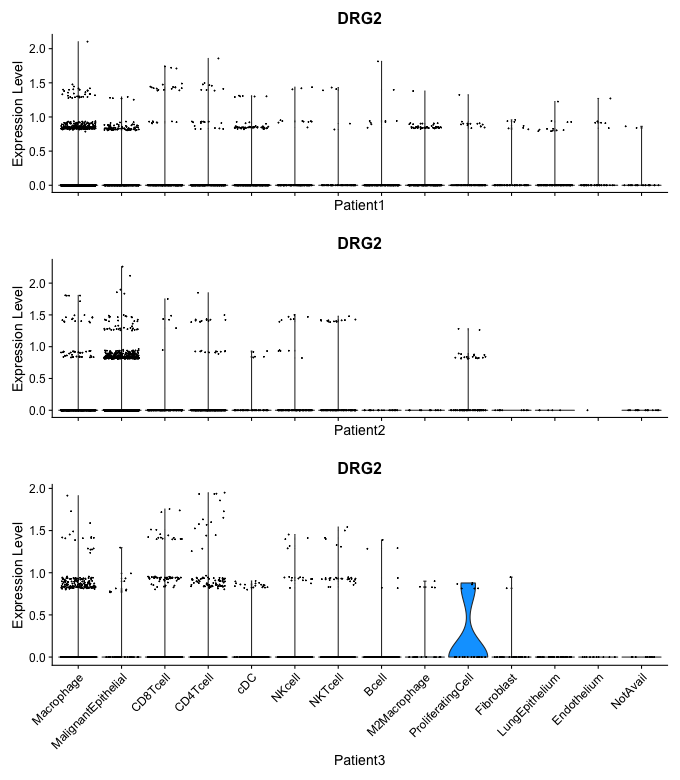 DRG2
Expression Level
2.0
1.5
1.0
0.5
0.0
Patient1
DRG2
Expression Level
2.0
1.5
1.0
0.5
0.0
Patient2
DRG2
Expression Level
2.0
1.5
1.0
0.5
0.0
Macrophage
MalignantEpithelial
CD8Tcell
CD4Tcell
cDC
NKcell
NKTcell
Bcell
M2Macrophage
ProliferatingCell
Fibroblast
LungEpithelium
Endothelium
NotAvail
Patient3